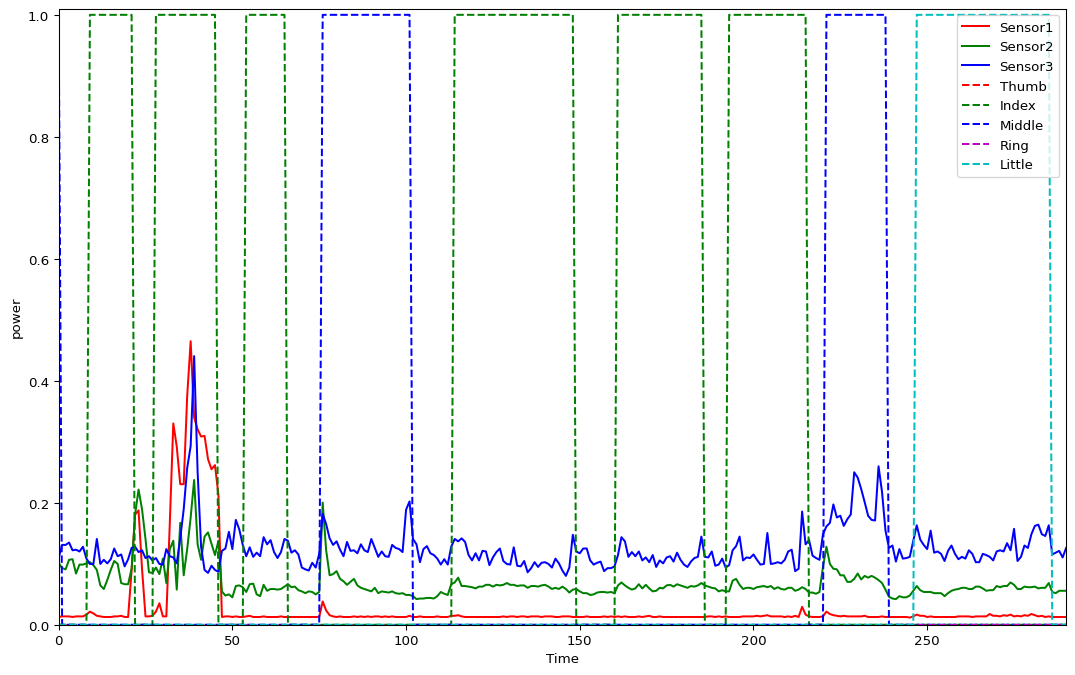 1.0
0.8
0.6
0.4
0.2
0.0
power
0
50
100
150
200
250
Time
Sensor1
Sensor2
Sensor3
Thumb
Index
Middle
Ring
Little